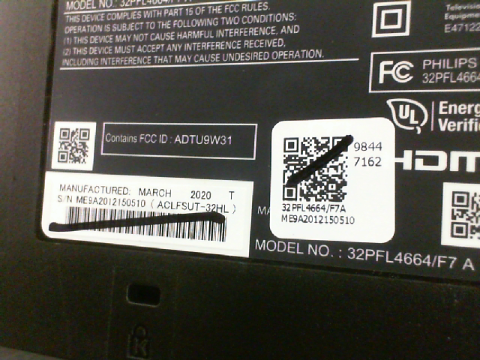 MODEL NO.: 32PFL4664/F7 A
THIS DEVICE COMPLIES WITH PART 15 OF THE FCC RULES.
OPERATION IS SUBJECT TO THE FOLLOWING TWO CONDITIONS:
(1) THIS DEVICE MAY NOT CAUSE HARMFUL INTERFERENCE, AND
(2) THIS DEVICE MUST ACCEPT ANY INTERFERENCE RECEIVED,
INCLUDING INTERFERENCE THAT MAY CAUSE UNDESIRED OPERATION.
Television
Equipme
E47122
FC PHILIPS
32PFL4664
UL Energ
Verifie
HDMI
Contains FCC ID : ADTU9W31
9844
7162
32PFL4664/F7A
ME9A2012150510
MANUFACTURED: MARCH 2020 T
S/N ME9A2012150510 ( ACLFSUT-32HL )
MA
MODEL NO. : 32PFL4664/F7 A